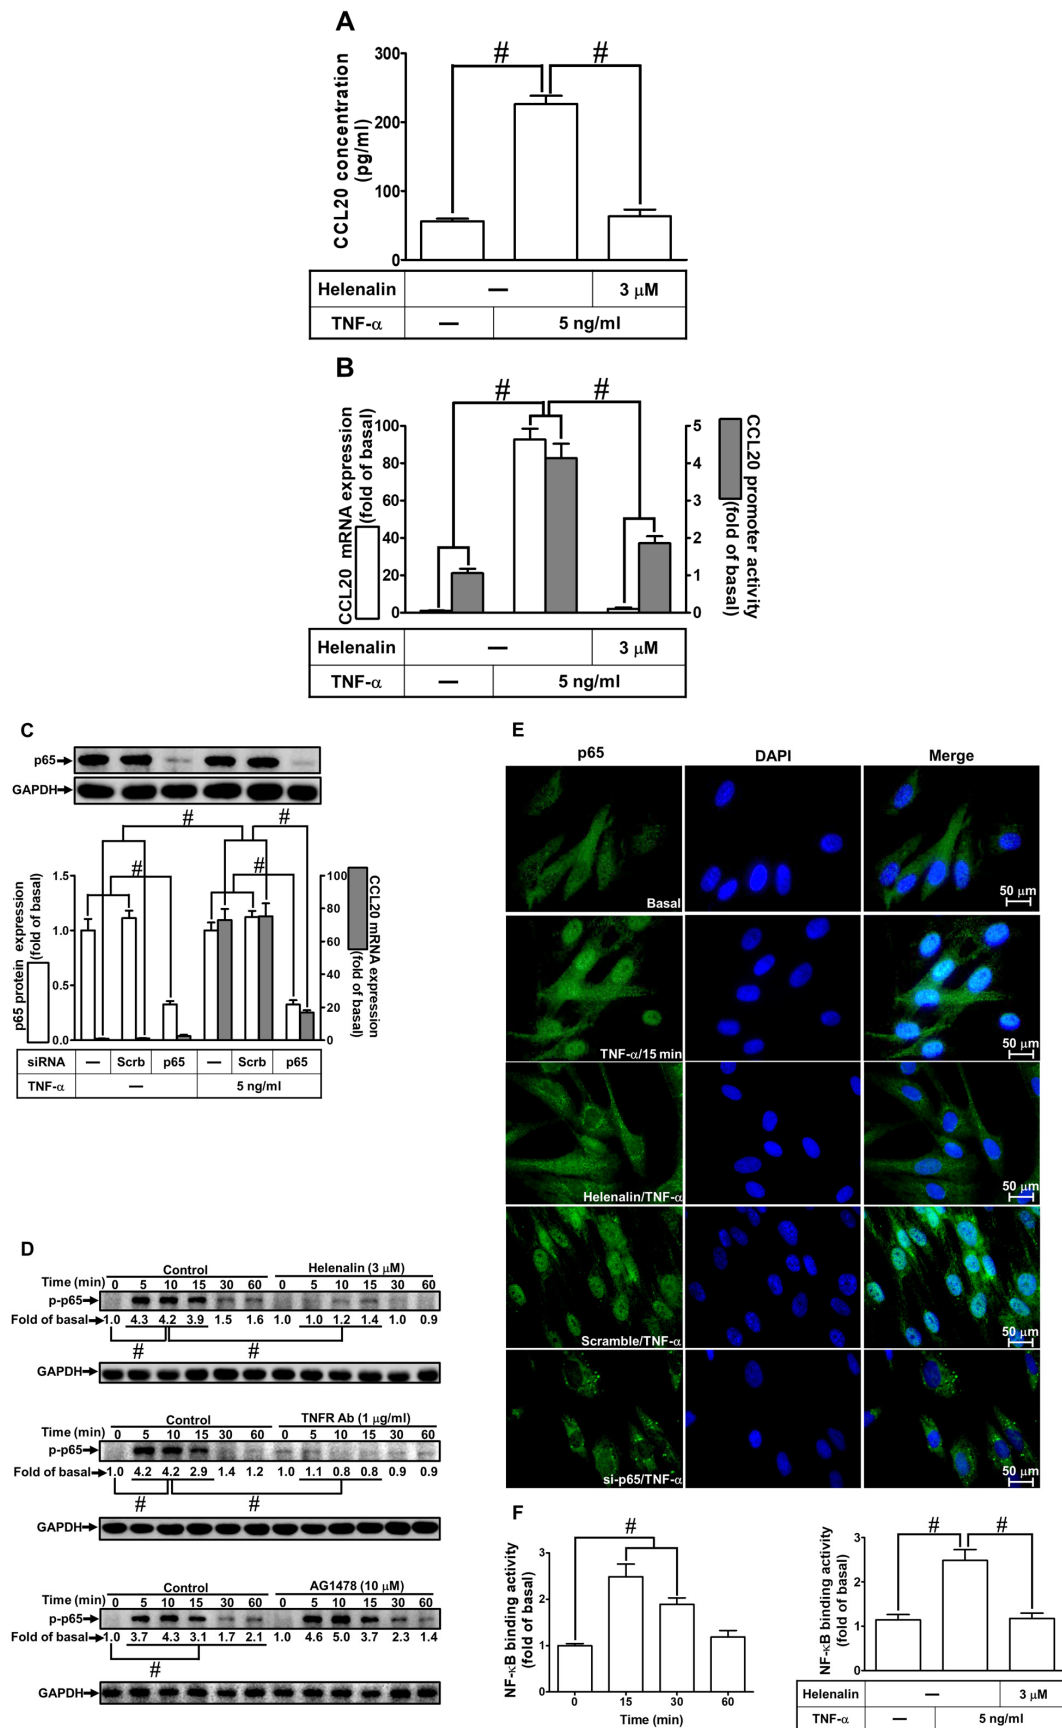 A
#
#
CCL20 concentration
(pg/ml)
300
200
100
0
Helenalin
—
3 μM
TNF-α
—
5 ng/ml
B
#
#
CCL20 mRNA expression
(fold of basal)
100
80
60
40
20
0
5
4
3
2
1
0
CCL20 promoter activity
(fold of basal)
Helenalin
—
3 μM
TNF-α
—
5 ng/ml
C
p65
GAPDH
#
#
#
#
p65 protein expression
(fold of basal)
1.5
1.0
0.5
0.0
100
80
60
40
20
0
CCL20 mRNA expression
(fold of basal)
siRNA — Scrb p65 — Scrb p65
TNF-α — 5 ng/ml
D
Control Helenalin (3 μM)
Time (min) 0 5 10 15 30 60 0 5 10 15 30 60
p-p65
Fold of basal 1.0 4.3 4.2 3.9 1.5 1.6 1.0 1.0 1.2 1.4 1.0 0.9
# #
GAPDH
Control TNFR Ab (1 μg/ml)
Time (min) 0 5 10 15 30 60 0 5 10 15 30 60
p-p65
Fold of basal 1.0 4.2 4.2 2.9 1.4 1.2 1.0 1.1 0.8 0.8 0.9 0.9
# #
GAPDH
Control AG1478 (10 μM)
Time (min) 0 5 10 15 30 60 0 5 10 15 30 60
p-p65
Fold of basal 1.0 3.7 4.3 3.1 1.7 2.1 1.0 4.6 5.0 3.7 2.3 1.4
#
GAPDH
E
p65 DAPI Merge
Basal
50 μm
TNF-α/15 min
50 μm
Helenalin/TNF-α
50 μm
Scramble/TNF-α
50 μm
si-p65/TNF-α
50 μm
F
#
NF-κB binding activity
(fold of basal)
3
2
1
0
0 15 30 60
Time (min)
# #
NF-κB binding activity
(fold of basal)
3
2
1
0
Helenalin — 3 μM
TNF-α — 5 ng/ml